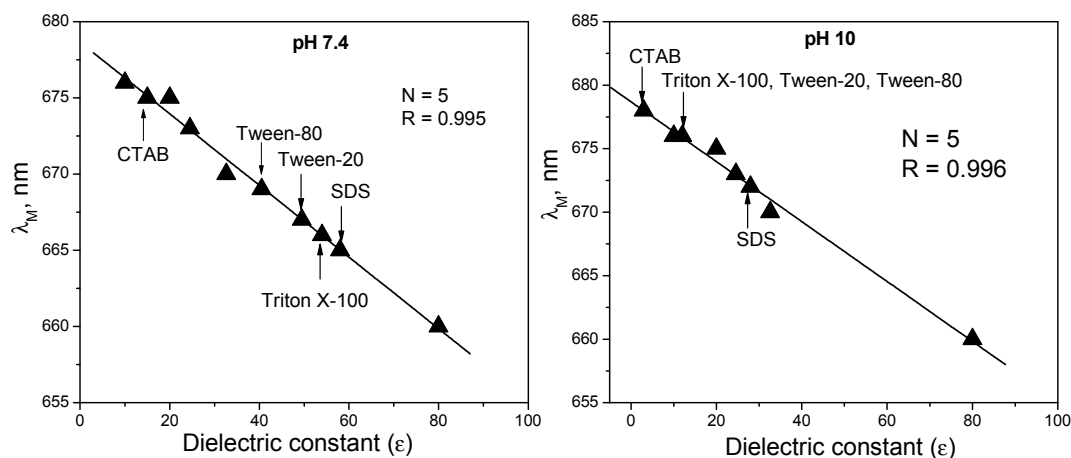 pH 7.4
N = 5
R = 0.995
CTAB
Tween-80
Tween-20
SDS
Triton X-100
λM, nm
680
675
670
665
660
655
0 20 40 60 80 100
Dielectric constant (ε)
pH 10
CTAB
Triton X-100, Tween-20, Tween-80
N = 5
R = 0.996
SDS
λM, nm
685
680
675
670
665
660
655
0 20 40 60 80 100
Dielectric constant (ε)